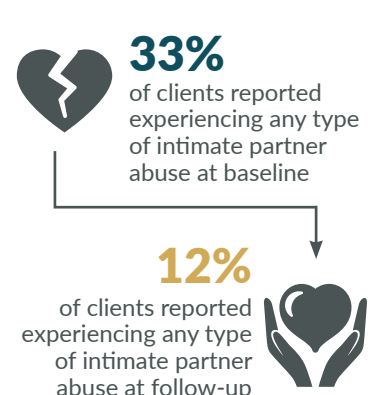 33%
of clients reported
experiencing any type
of intimate partner
abuse at baseline
12%
of clients reported
experiencing any type
of intimate partner
abuse at follow-up